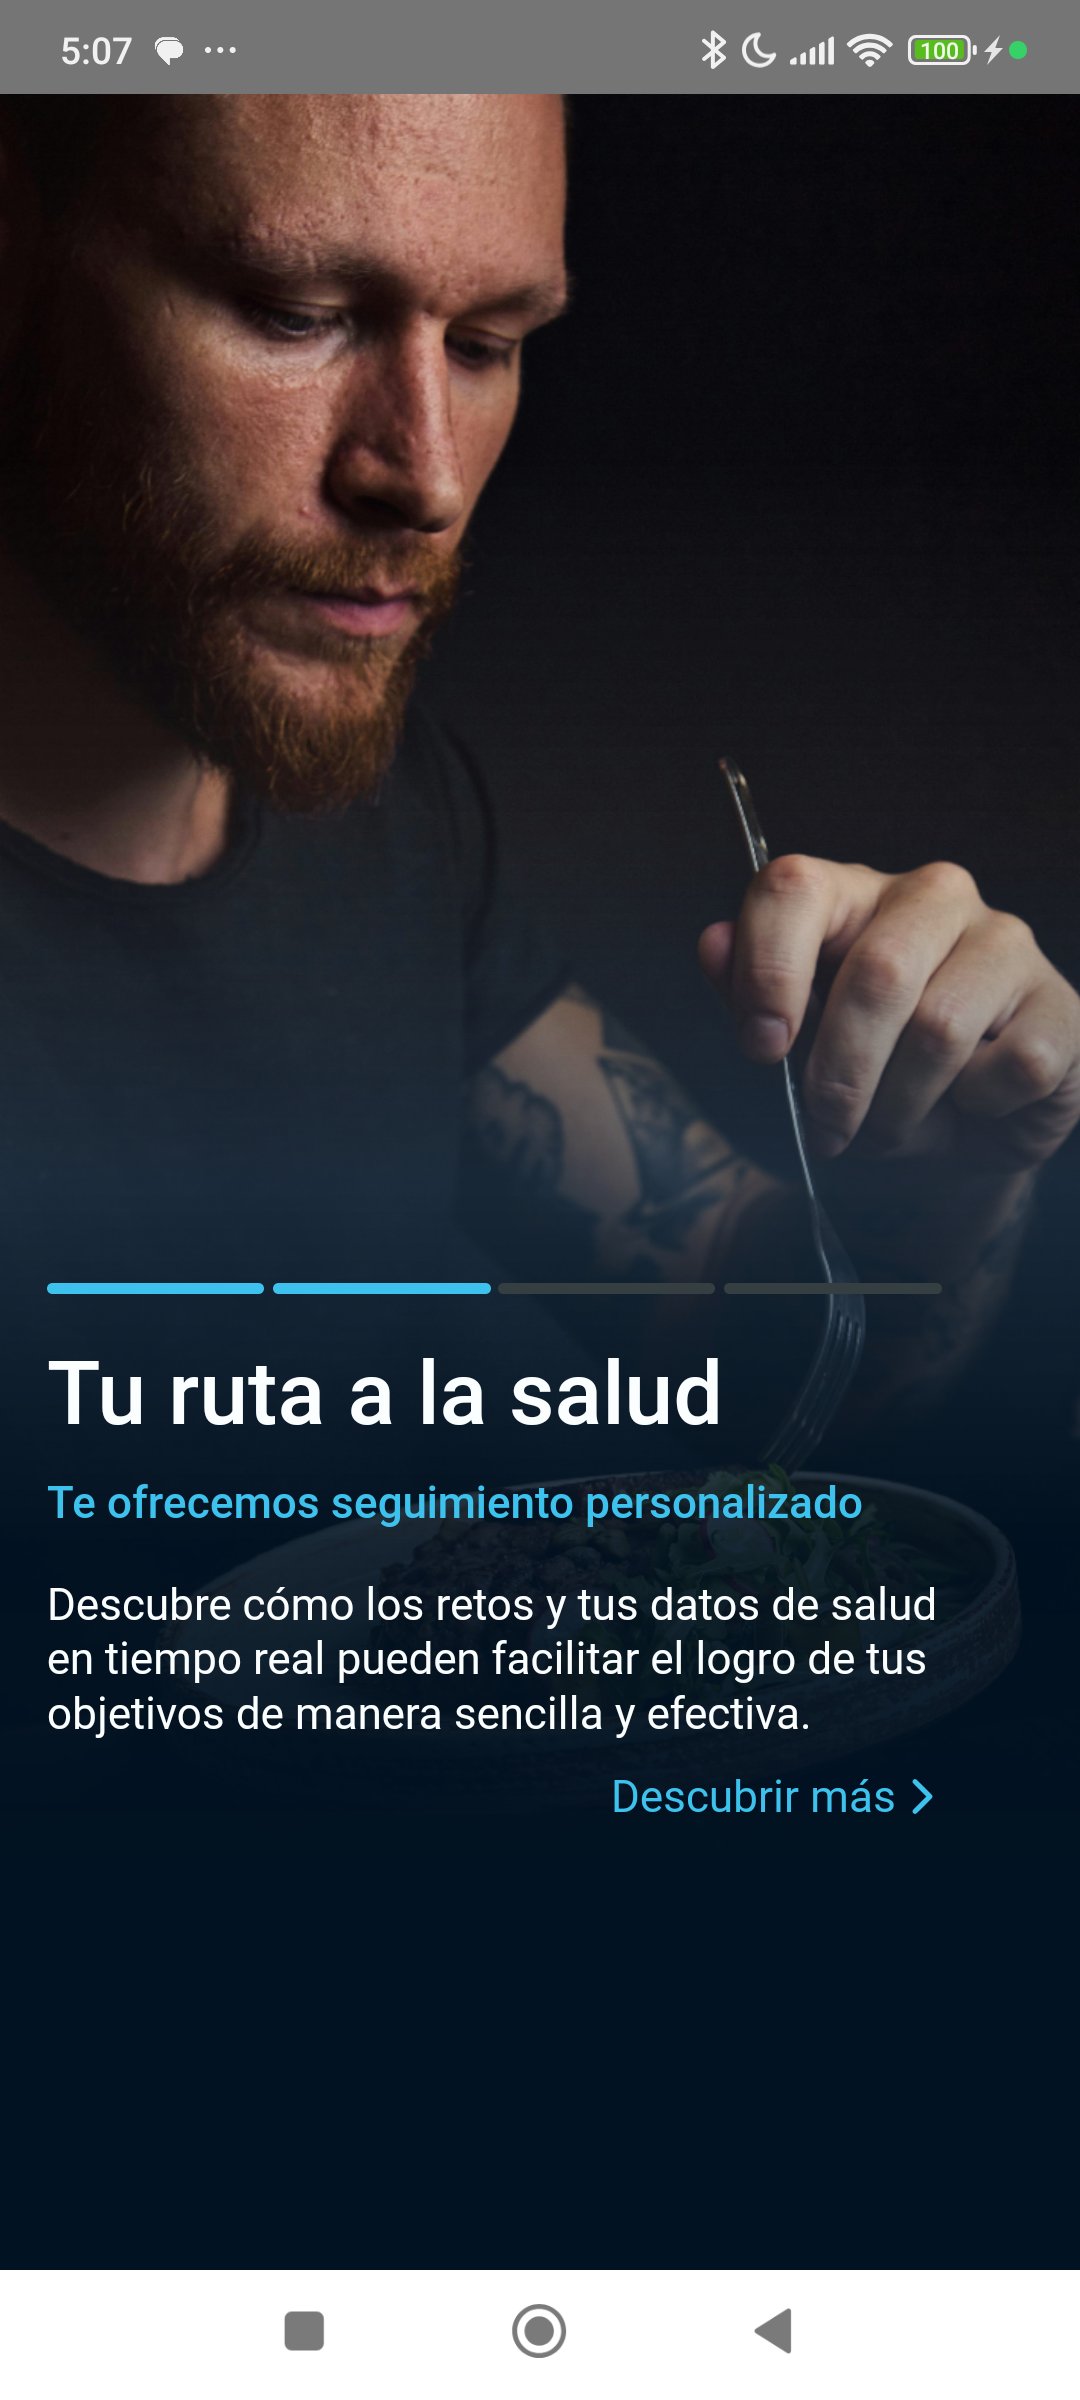 5:07
100
Tu ruta a la salud
Te ofrecemos seguimiento personalizado
Descubre cómo los retos y tus datos de salud
en tiempo real pueden facilitar el logro de tus
objetivos de manera sencilla y efectiva.
Descubrir más